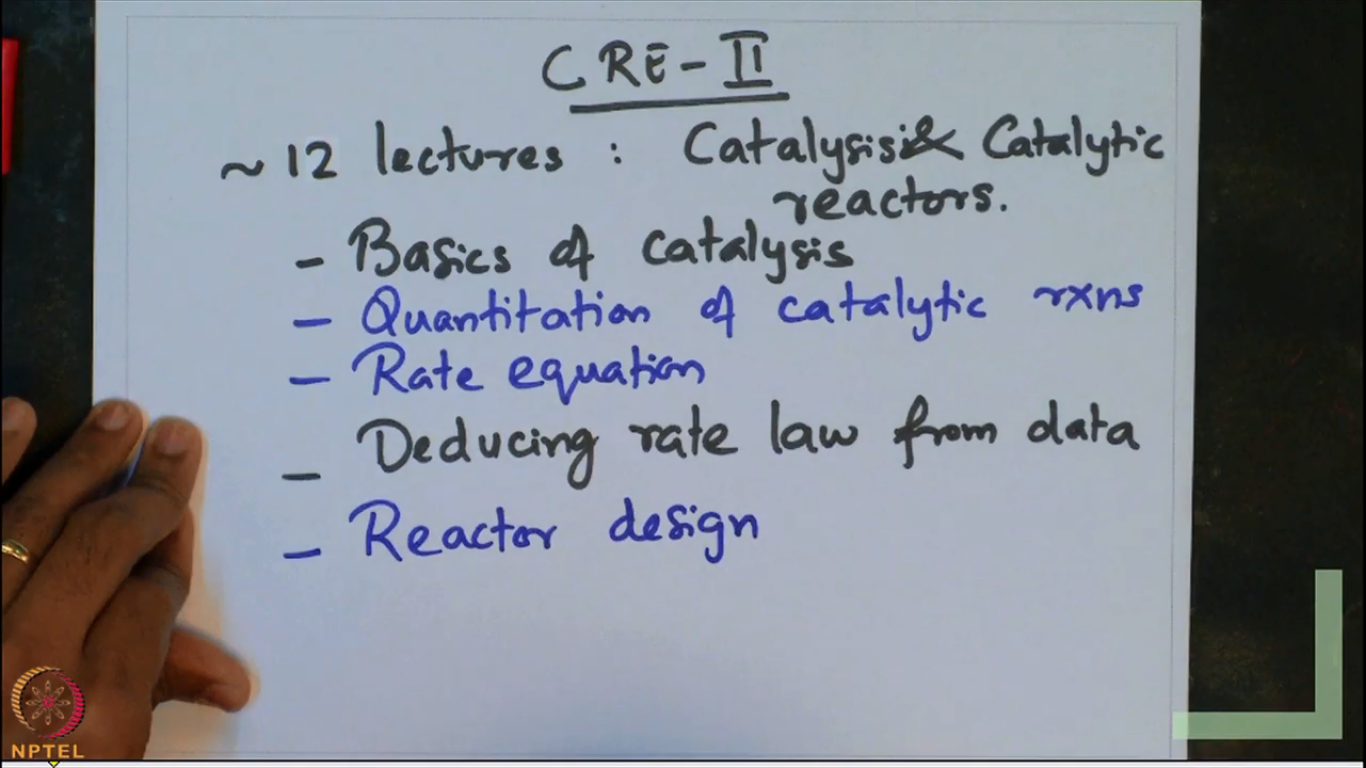 CRE-II
~ 12 lectures : Catalysis & Catalytic
reactors.
- Basics of catalysis
- Quantitation of catalytic rxns
- Rate equation
- Deducing rate law from data
- Reactor design
NPTEL